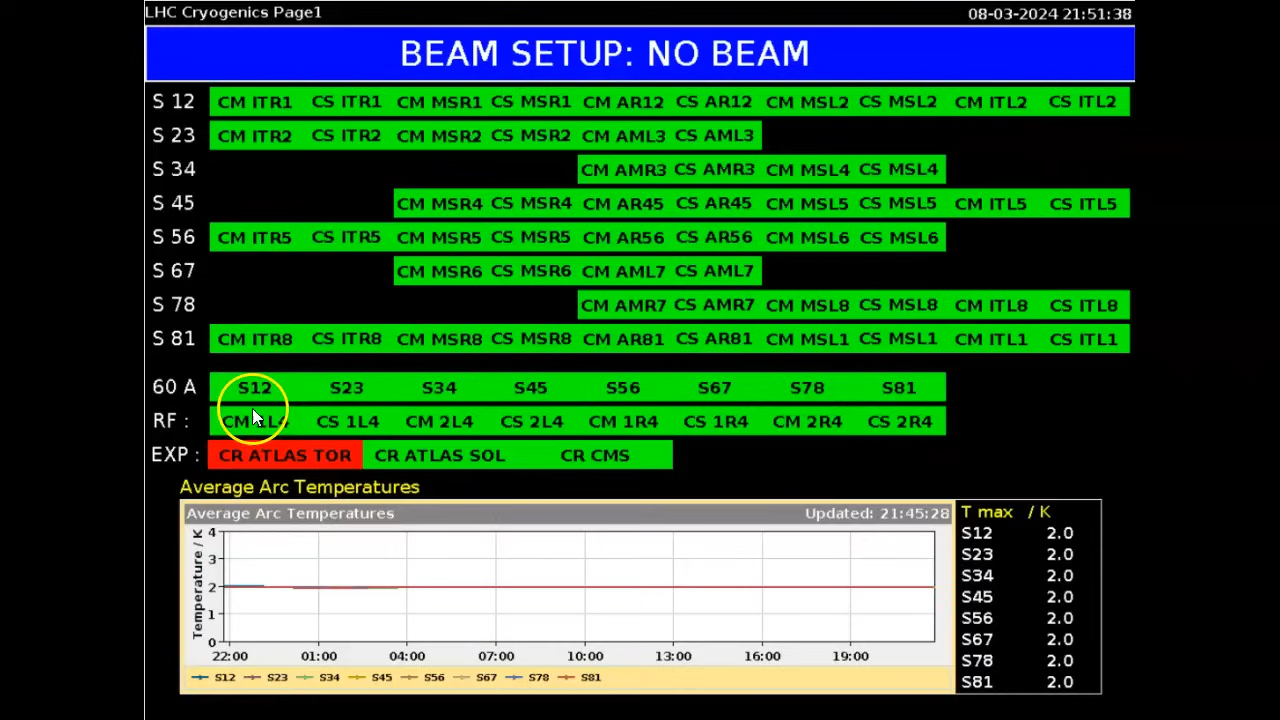 LHC Cryogenics Page1 08-03-2024 21:51:38
BEAM SETUP: NO BEAM
S 12 CM ITR1 CS ITR1 CM MSR1 CS MSR1 CM AR12 CS AR12 CM MSL2 CS MSL2 CM ITL2 CS ITL2
S 23 CM ITR2 CS ITR2 CM MSR2 CS MSR2 CM AML3 CS AML3
S 34 CM AMR3 CS AMR3 CM MSL4 CS MSL4
S 45 CM MSR4 CS MSR4 CM AR45 CS AR45 CM MSL5 CS MSL5 CM ITL5 CS ITL5
S 56 CM ITR5 CS ITR5 CM MSR5 CS MSR5 CM AR56 CS AR56 CM MSL6 CS MSL6
S 67 CM MSR6 CS MSR6 CM AML7 CS AML7
S 78 CM AMR7 CS AMR7 CM MSL8 CS MSL8 CM ITL8 CS ITL8
S 81 CM ITR8 CS ITR8 CM MSR8 CS MSR8 CM AR81 CS AR81 CM MSL1 CS MSL1 CM ITL1 CS ITL1
60 A S12 S23 S34 S45 S56 S67 S78 S81
RF : CM 1L4 CS 1L4 CM 2L4 CS 2L4 CM 1R4 CS 1R4 CM 2R4 CS 2R4
EXP : CR ATLAS TOR CR ATLAS SOL CR CMS
Average Arc Temperatures
Average Arc Temperatures Updated: 21:45:28
Temperature / K
4
3
2
1
0
22:00 01:00 04:00 07:00 10:00 13:00 16:00 19:00
S12 S23 S34 S45 S56 S67 S78 S81
T max / K
S12 2.0
S23 2.0
S34 2.0
S45 2.0
S56 2.0
S67 2.0
S78 2.0
S81 2.0